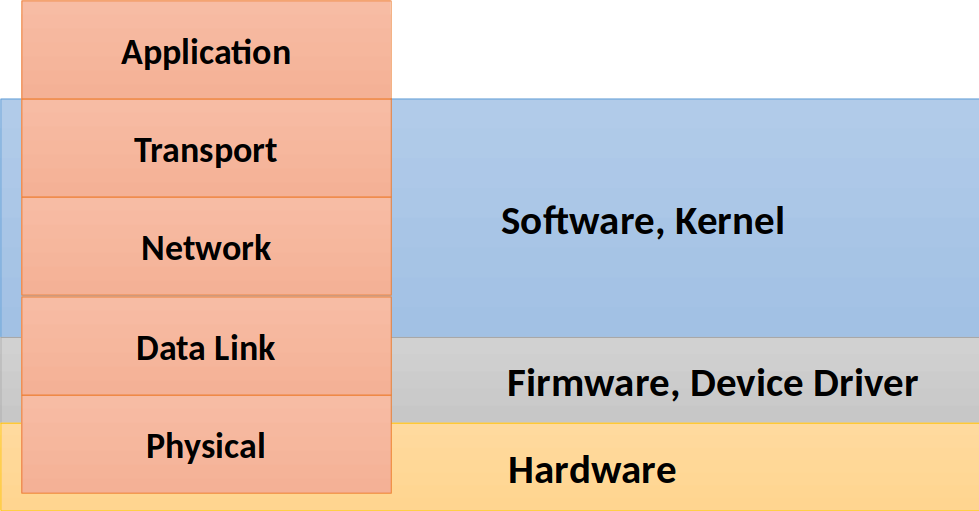 Application
Transport
Network
Data Link
Physical
Software, Kernel
Firmware, Device Driver
Hardware